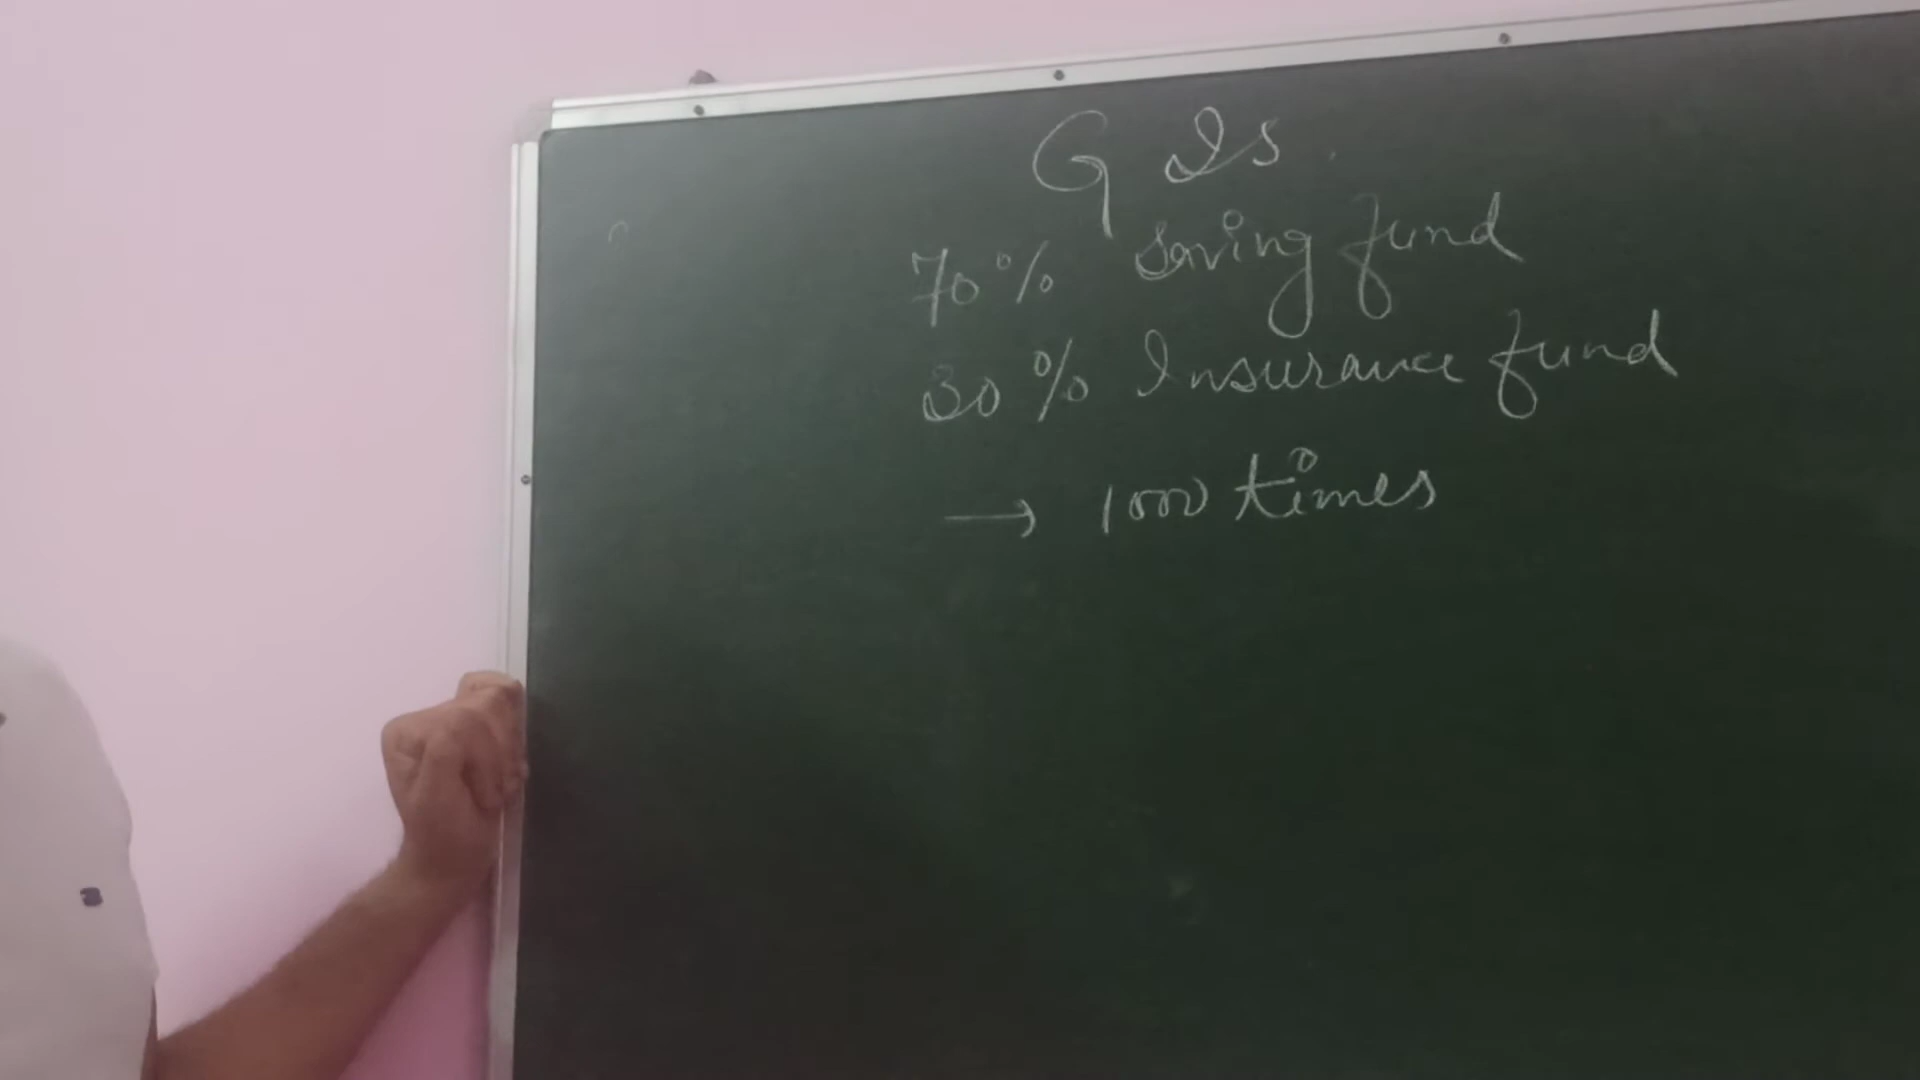 G Is
70% Saving fund
30% Insurance fund
→ 1000 times